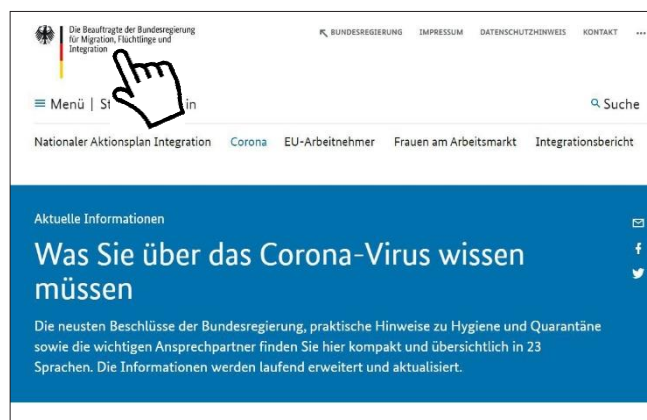 Die Beauftragte der Bundesregierung
für Migration, Flüchtlinge und
Integration
BUNDESREGIERUNG IMPRESSUM DATENSCHUTZHINWEIS KONTAKT ...
Menü | St in
Suche
Nationaler Aktionsplan Integration Corona EU-Arbeitnehmer Frauen am Arbeitsmarkt Integrationsbericht
Aktuelle Informationen
Was Sie über das Corona-Virus wissen
müssen
Die neusten Beschlüsse der Bundesregierung, praktische Hinweise zu Hygiene und Quarantäne
sowie die wichtigen Ansprechpartner finden Sie hier kompakt und übersichtlich in 23
Sprachen. Die Informationen werden laufend erweitert und aktualisiert.